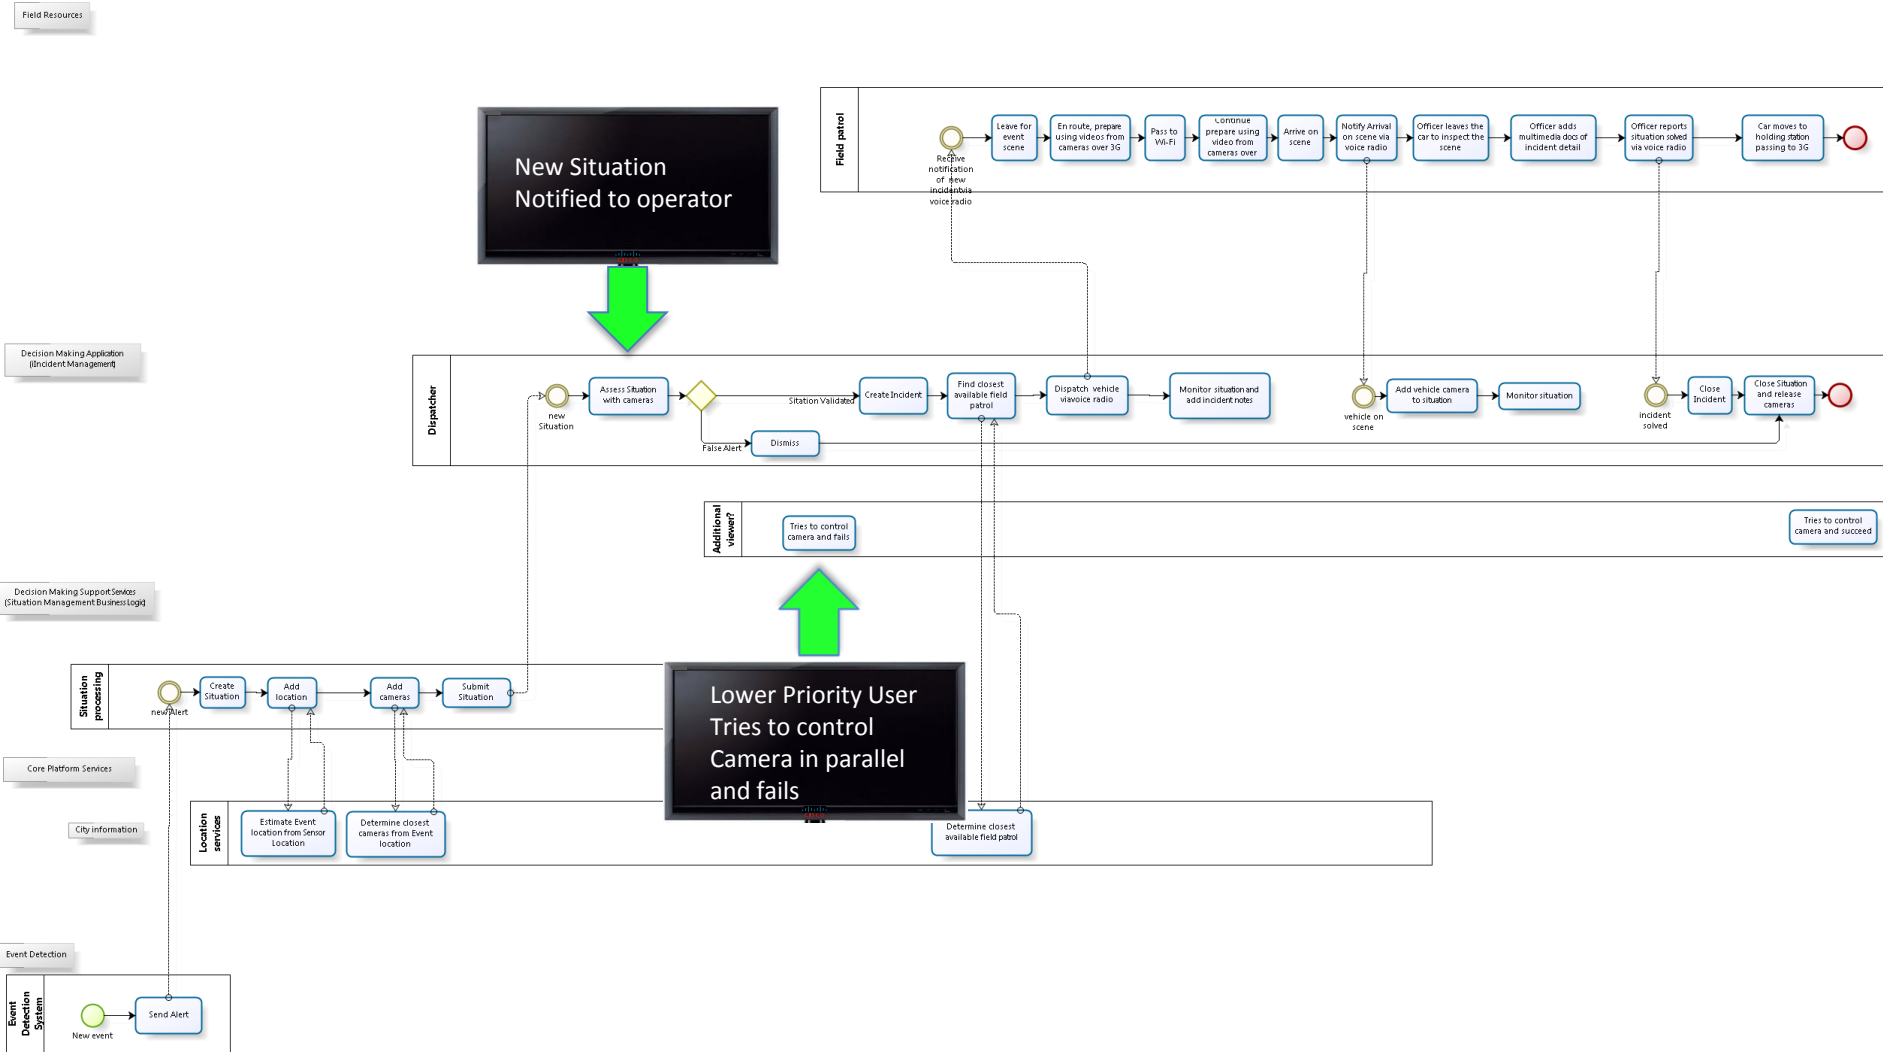 Field Resources
Field patrol
Receive
notification
of new
incidentvia
voice radio
Leave for
event
scene
En route, prepare
using videos from
cameras over 3G
Pass to
Wi-Fi
Continue
prepare using
video from
cameras over
Arrive on
scene
Notify Arrival
on scene via
voice radio
Officer leaves the
car to inspect the
scene
Officer adds
multimedia docs of
incident detail
Officer reports
situation solved
via voice radio
Car moves to
holding station
passing to 3G
New Situation
Notified to operator
CISCO
Decision Making Application
(iIncident Management)
Dispatcher
new
Situation
Assess Situation
with cameras
Sitation Validated
False Alert
Dismiss
Create Incident
Find closest
available field
patrol
Dispatch vehicle
viavoice radio
Monitor situation and
add incident notes
vehicle on
scene
Add vehicle camera
to situation
Monitor situation
incident
solved
Close
Incident
Close Situation
and release
cameras
Additional
viewer?
Tries to control
camera and fails
Tries to control
camera and succeed
Decision Making Support Services
(Situation Management Business Logic)
Situation
processing
new Alert
Create
Situation
Add
location
Add
cameras
Submit
Situation
Lower Priority User
Tries to control
Camera in parallel
and fails
CISCO
Core Platform Services
City information
Location
services
Estimate Event
location from Sensor
Location
Determine closest
cameras from Event
location
Determine closest
available field patrol
Event Detection
Event
Detection
System
New event
Send Alert